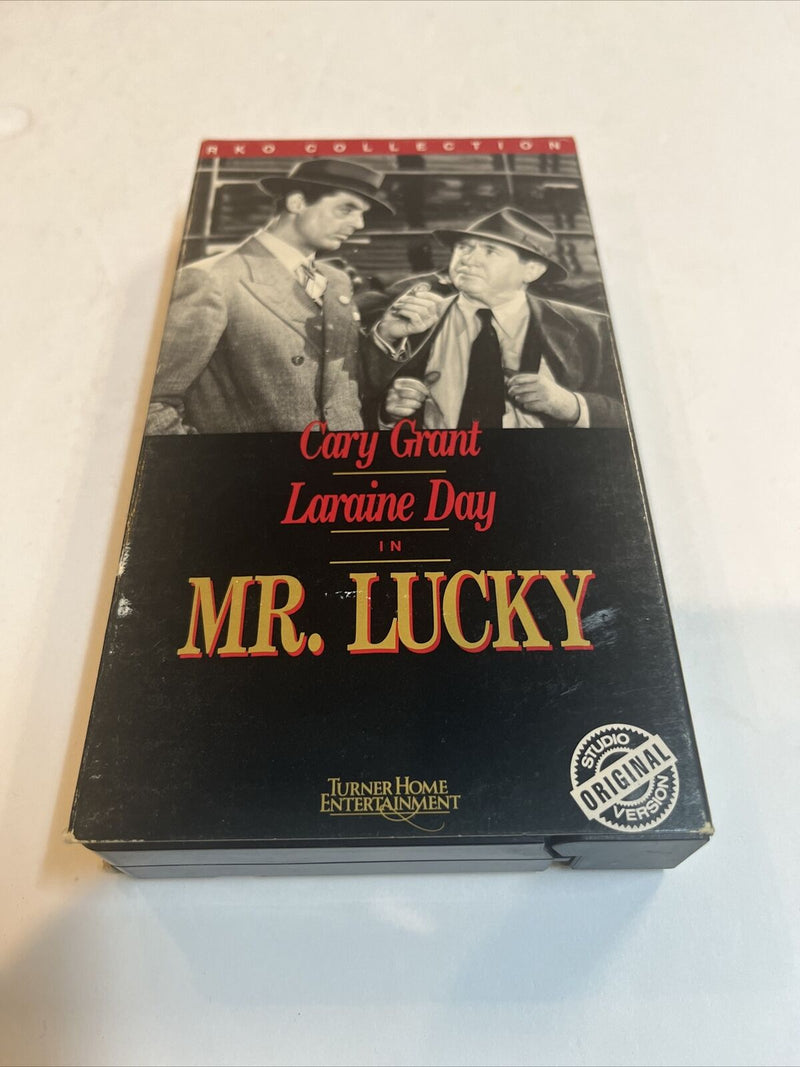 RKO COLLECTION
Cary Grant
Laraine Day
IN
MR. LUCKY
STUDIO
ORIGINAL
VERSION
TURNER HOME
ENTERTAINMENT